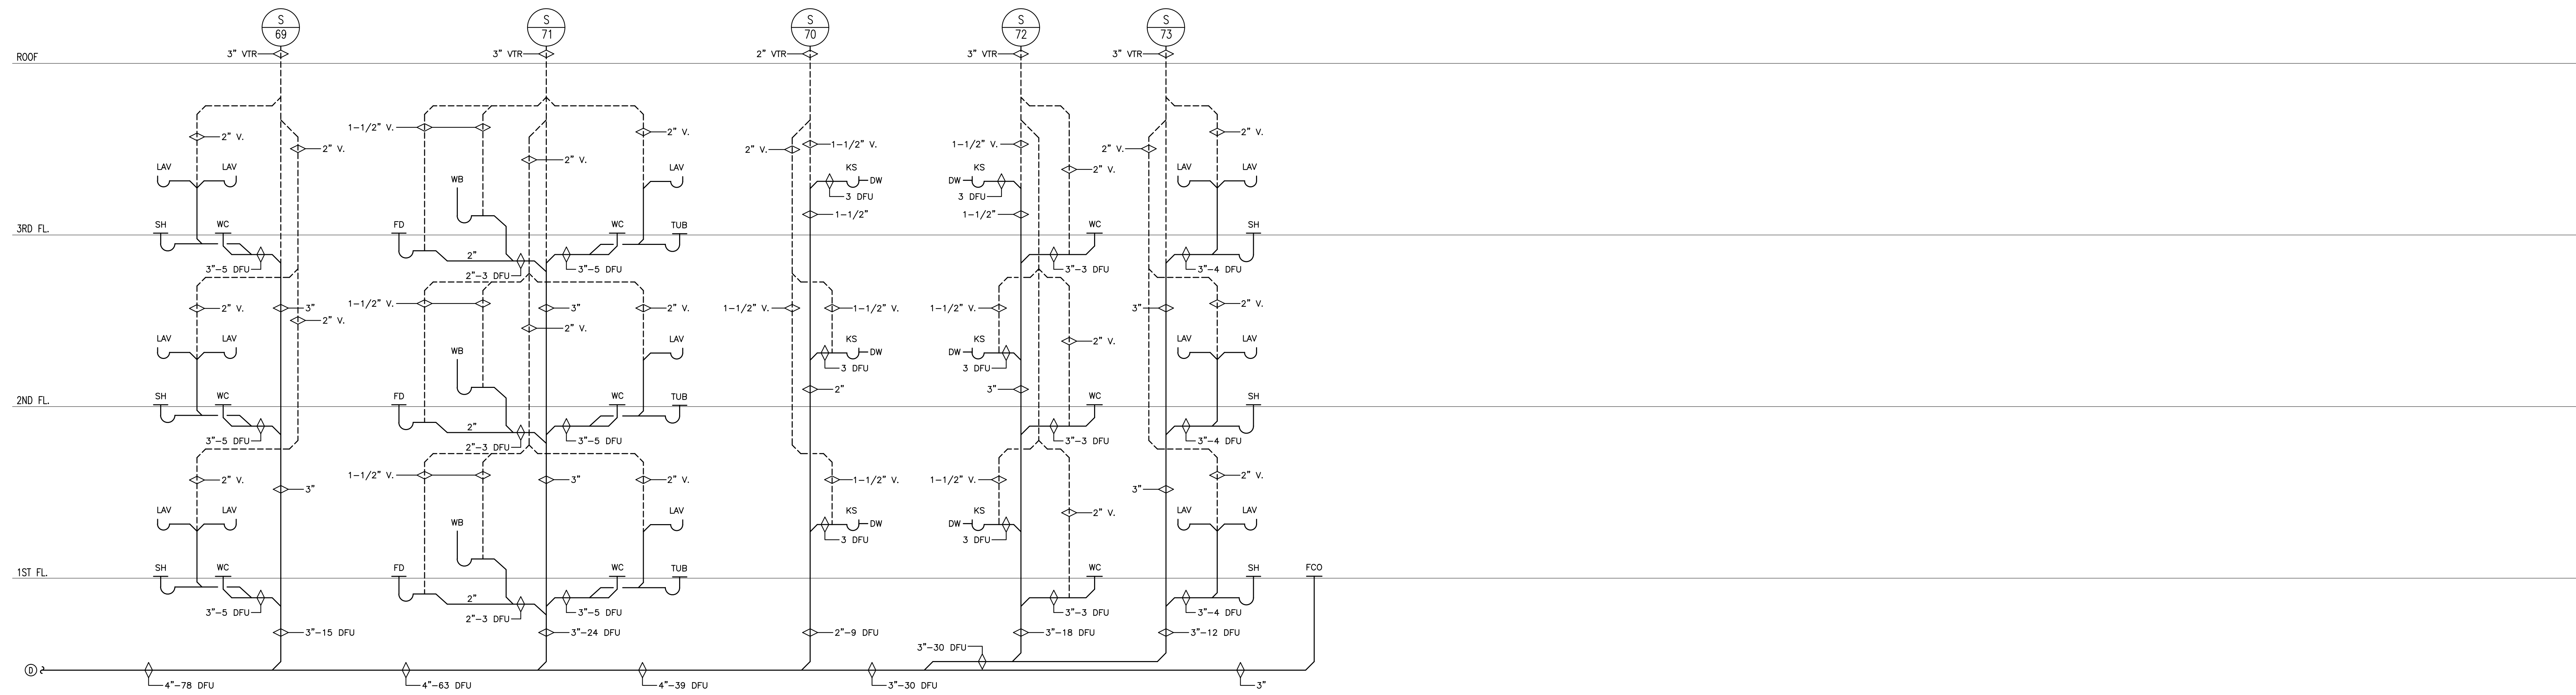 S S S S S
69 71 70 72 73
3" VTR 3" VTR 2" VTR 3" VTR 3" VTR
ROOF
1-1/2" V. 2" V. 2" V.
2" V. 1-1/2" V. 1-1/2" V.
2" V. 2" V. 2" V.
2" V. 2" V.
LAV LAV LAV KS KS LAV LAV
WB DW DW
3 DFU 3 DFU
1-1/2" 1-1/2"
SH WC FD WC TUB WC SH
3RD FL.
2"
3"-5 DFU 2"-3 DFU 3"-5 DFU 3"-3 DFU 3"-4 DFU
1-1/2" V. 2" V.
2" V. 3" 3" 2" V. 1-1/2" V. 1-1/2" V. 1-1/2" V. 3"
2" V. 2" V.
2" V.
LAV LAV LAV KS KS LAV LAV
WB DW DW
3 DFU 3 DFU
2" 3"
SH WC FD WC TUB WC SH
2ND FL.
2"
3"-5 DFU 2"-3 DFU 3"-5 DFU 3"-3 DFU 3"-4 DFU
1-1/2" V. 2" V.
2" V. 3" 2" V. 1-1/2" V. 1-1/2" V.
3" 3"
2" V.
LAV LAV LAV KS KS LAV LAV
WB DW DW
3 DFU 3 DFU
SH WC FD WC TUB WC SH FCO
1ST FL.
2"
3"-5 DFU 2"-3 DFU 3"-5 DFU 3"-3 DFU 3"-4 DFU
3"-15 DFU 3"-24 DFU 2"-9 DFU 3"-18 DFU 3"-12 DFU
3"-30 DFU
D
4"-78 DFU 4"-63 DFU 4"-39 DFU 3"-30 DFU 3"